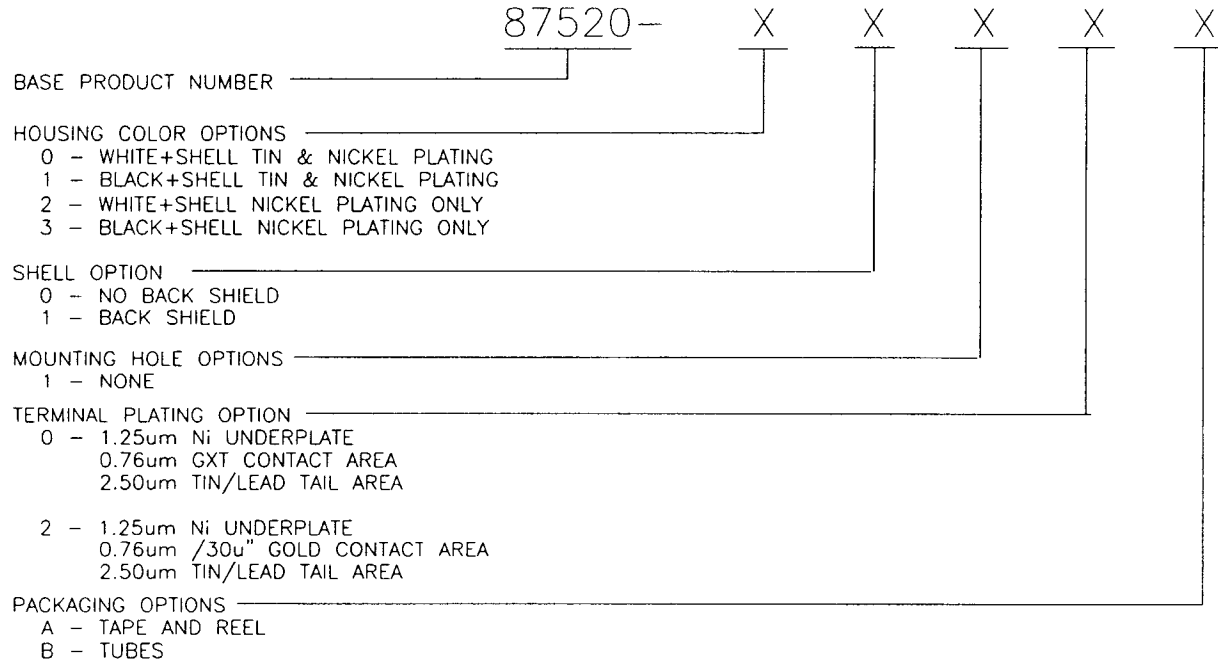 87520- X X X X X
BASE PRODUCT NUMBER
HOUSING COLOR OPTIONS
0 - WHITE+SHELL TIN & NICKEL PLATING
1 - BLACK+SHELL TIN & NICKEL PLATING
2 - WHITE+SHELL NICKEL PLATING ONLY
3 - BLACK+SHELL NICKEL PLATING ONLY
SHELL OPTION
0 - NO BACK SHIELD
1 - BACK SHIELD
MOUNTING HOLE OPTIONS
1 - NONE
TERMINAL PLATING OPTION
0 - 1.25um Ni UNDERPLATE
0.76um GXT CONTACT AREA
2.50um TIN/LEAD TAIL AREA
2 - 1.25um Ni UNDERPLATE
0.76um /30u" GOLD CONTACT AREA
2.50um TIN/LEAD TAIL AREA
PACKAGING OPTIONS
A - TAPE AND REEL
B - TUBES